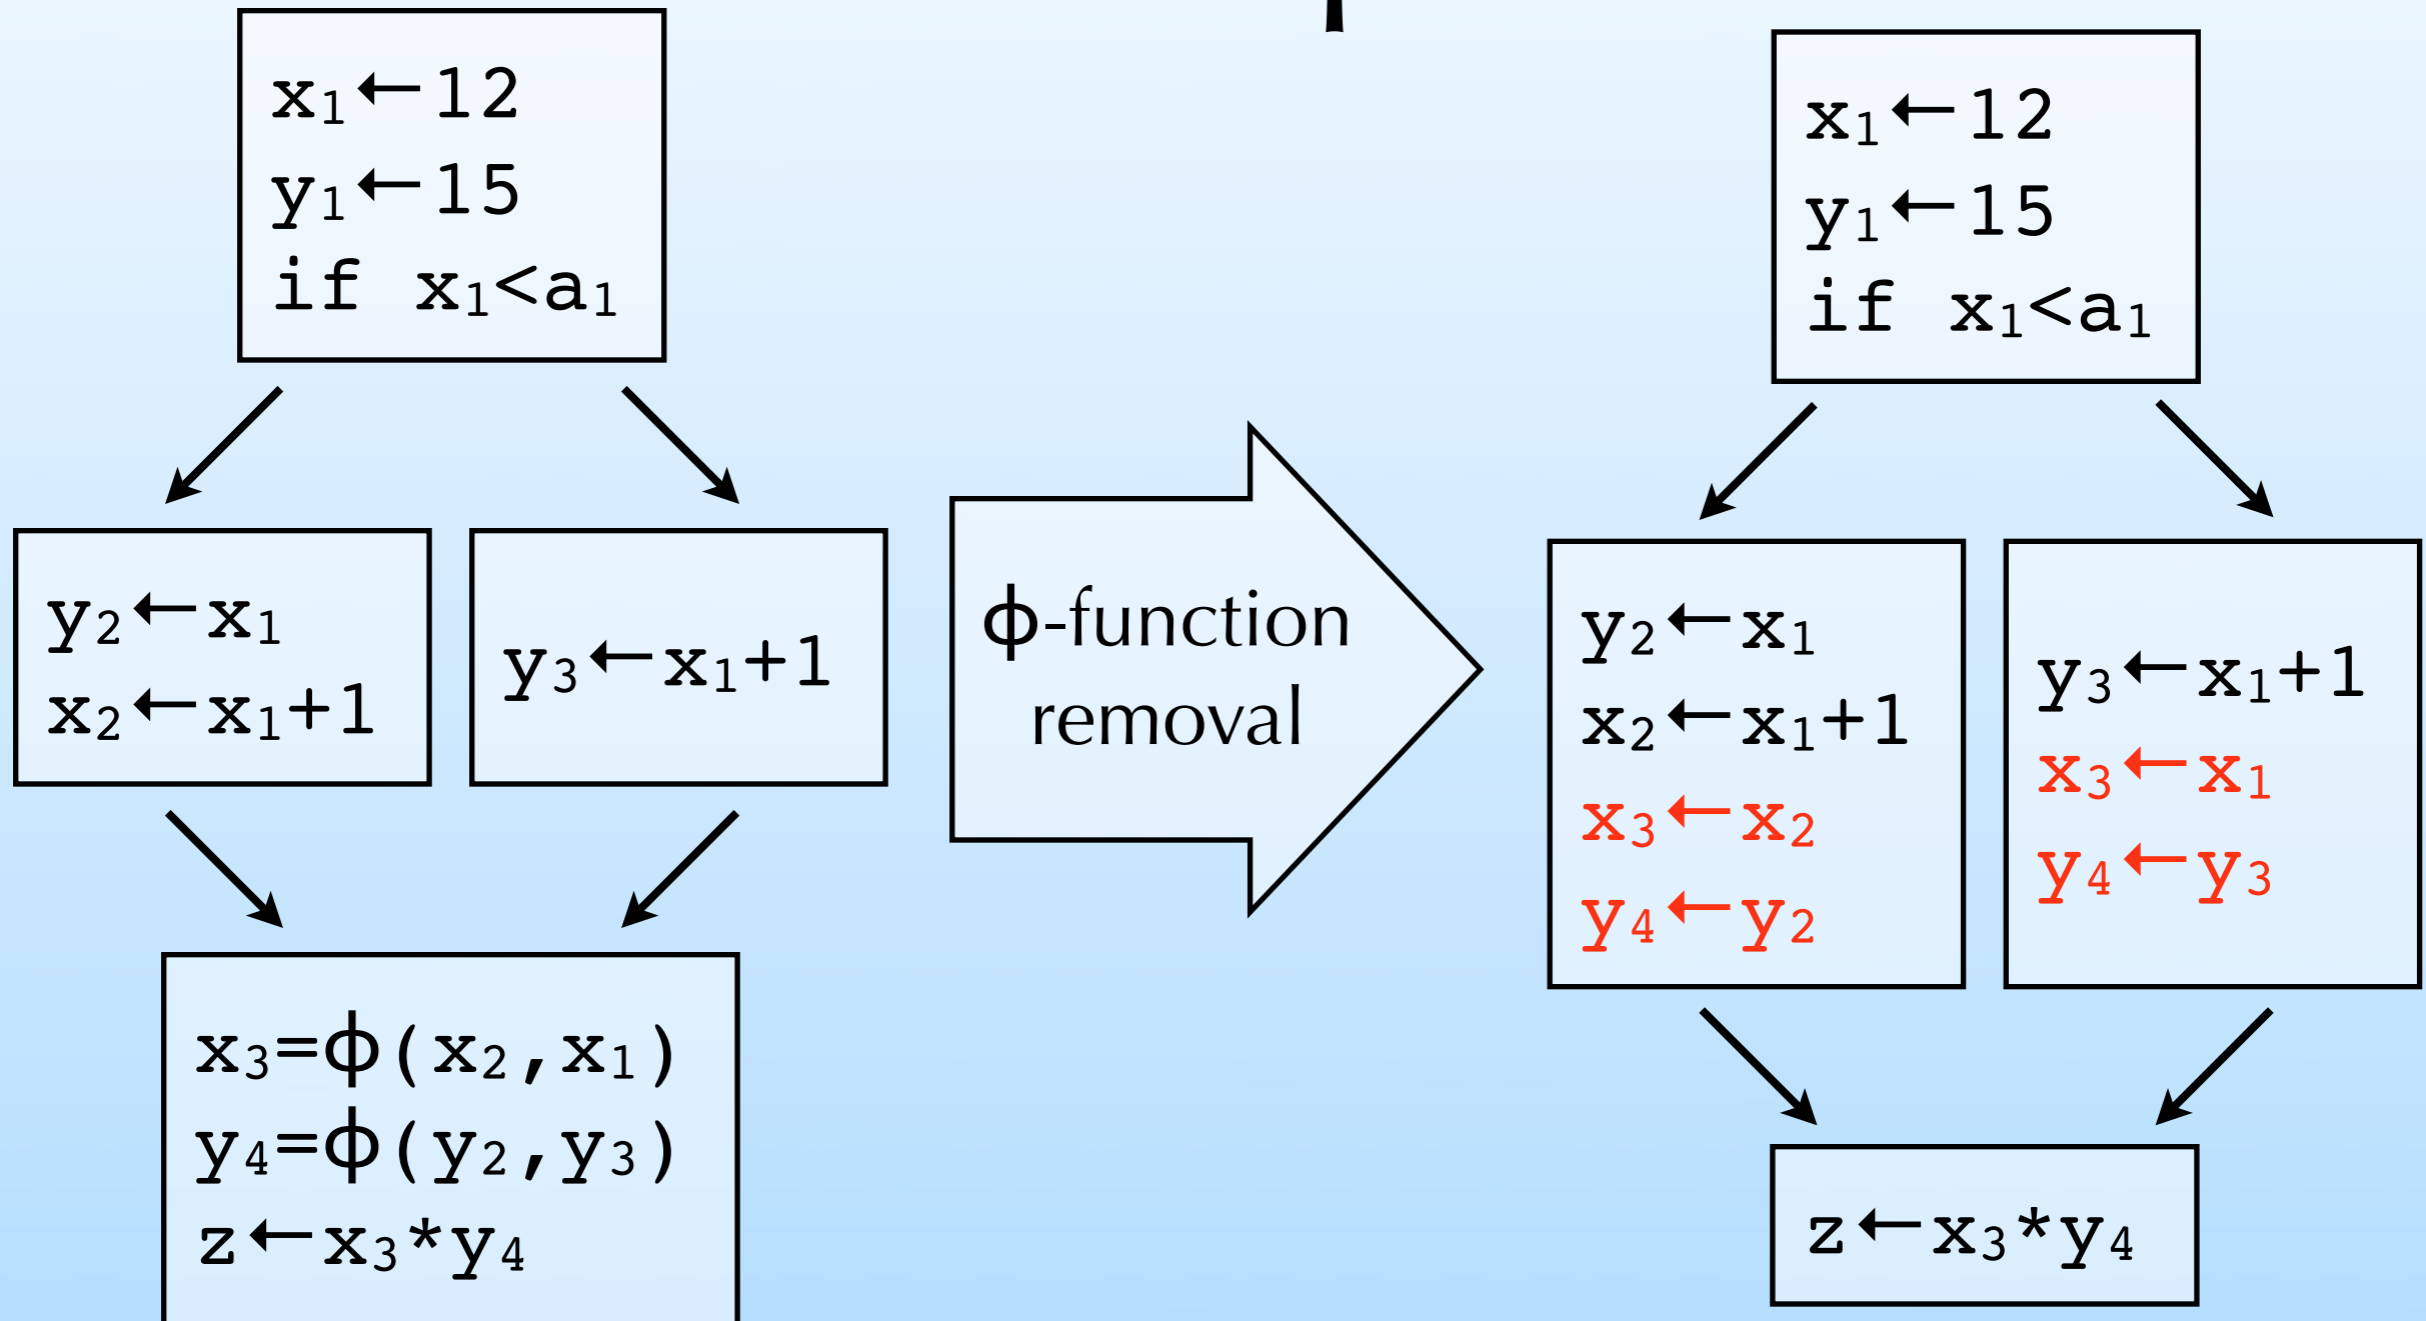 x₁←12
y₁←15
if x₁<a₁
y₂←x₁
x₂←x₁+1
y₃←x₁+1
x₃=ϕ(x₂,x₁)
y₄=ϕ(y₂,y₃)
z←x₃*y₄
ϕ-function
removal
x₁←12
y₁←15
if x₁<a₁
y₂←x₁
x₂←x₁+1
x₃←x₂
y₄←y₂
y₃←x₁+1
x₃←x₁
y₄←y₃
z←x₃*y₄